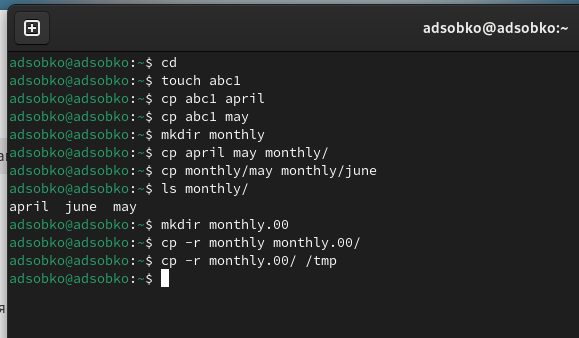 adsobko@adsobko:~
adsobko@adsobko:~$ cd
adsobko@adsobko:~$ touch abc1
adsobko@adsobko:~$ cp abc1 april
adsobko@adsobko:~$ cp abc1 may
adsobko@adsobko:~$ mkdir monthly
adsobko@adsobko:~$ cp april may monthly/
adsobko@adsobko:~$ cp monthly/may monthly/june
adsobko@adsobko:~$ ls monthly/
april  june  may
adsobko@adsobko:~$ mkdir monthly.00
adsobko@adsobko:~$ cp -r monthly monthly.00/
adsobko@adsobko:~$ cp -r monthly.00/ /tmp
adsobko@adsobko:~$